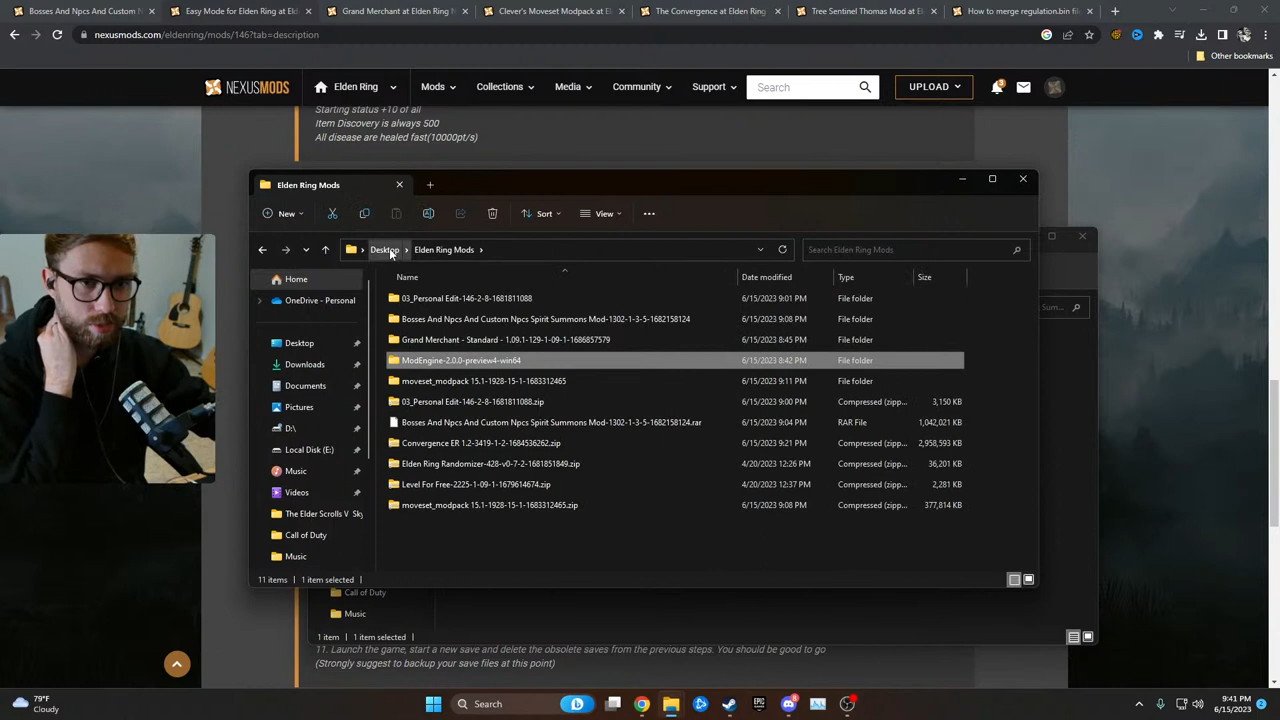 Bosses And NPCs And Custom N
Easy Mode for Elden Ring at Eld
Grand Merchant at Elden Ring N
Clever's Moveset Modpack at E
The Convergence at Elden Ring
Tree Sentinel Thomas Mod at E
How to merge regulation.bin fil
nexusmods.com/eldenring/mods/146?tab=description
Other bookmarks
NEXUSMODS
Elden Ring
Mods
Collections
Media
Community
Support
Search
UPLOAD
3
Starting status +10 of all
Item Discovery is always 500
All disease are healed fast(10000pt/s)
Elden Ring Mods
New
Sort
View
Desktop
Elden Ring Mods
Search Elden Ring Mods
Sum...
Home
OneDrive - Personal
Desktop
Downloads
Documents
Pictures
D:\
Local Disk (E:)
Music
Videos
The Elder Scrolls V Sky
Call of Duty
Music
Name Date modified Type Size
03_Personal Edit-146-2-8-1681811088 6/15/2023 9:01 PM File folder
Bosses And Npcs And Custom Npcs Spirit Summons Mod-1302-1-3-5-1682158124 6/15/2023 9:08 PM File folder
Grand Merchant - Standard - 1.09.1-129-1-09-1-1686857579 6/15/2023 8:45 PM File folder
ModEngine-2.0.0-preview4-win64 6/15/2023 8:42 PM File folder
moveset_modpack 15.1-1928-15-1-1683312465 6/15/2023 9:11 PM File folder
03_Personal Edit-146-2-8-1681811088.zip 6/15/2023 9:00 PM Compressed (zipp... 3,150 KB
Bosses And Npcs And Custom Npcs Spirit Summons Mod-1302-1-3-5-1682158124.rar 6/15/2023 9:04 PM RAR File 1,042,021 KB
Convergence ER 1.2-3419-1-2-1684536262.zip 6/15/2023 9:21 PM Compressed (zipp... 2,958,593 KB
Elden Ring Randomizer-428-v0-7-2-1681851849.zip 4/20/2023 12:26 PM Compressed (zipp... 36,201 KB
Level For Free-2225-1-09-1-1679614674.zip 4/20/2023 12:37 PM Compressed (zipp... 2,281 KB
moveset_modpack 15.1-1928-15-1-1683312465.zip 6/15/2023 9:08 PM Compressed (zipp... 377,814 KB
11 items
1 item selected
Call of Duty
Music
1 item
1 item selected
11. Launch the game, start a new save and delete the obsolete saves from the previous steps. You should be good to go
(Strongly suggest to backup your save files at this point)
79°F
Cloudy
Search
EPIC
8
9:41 PM
6/15/2023
2